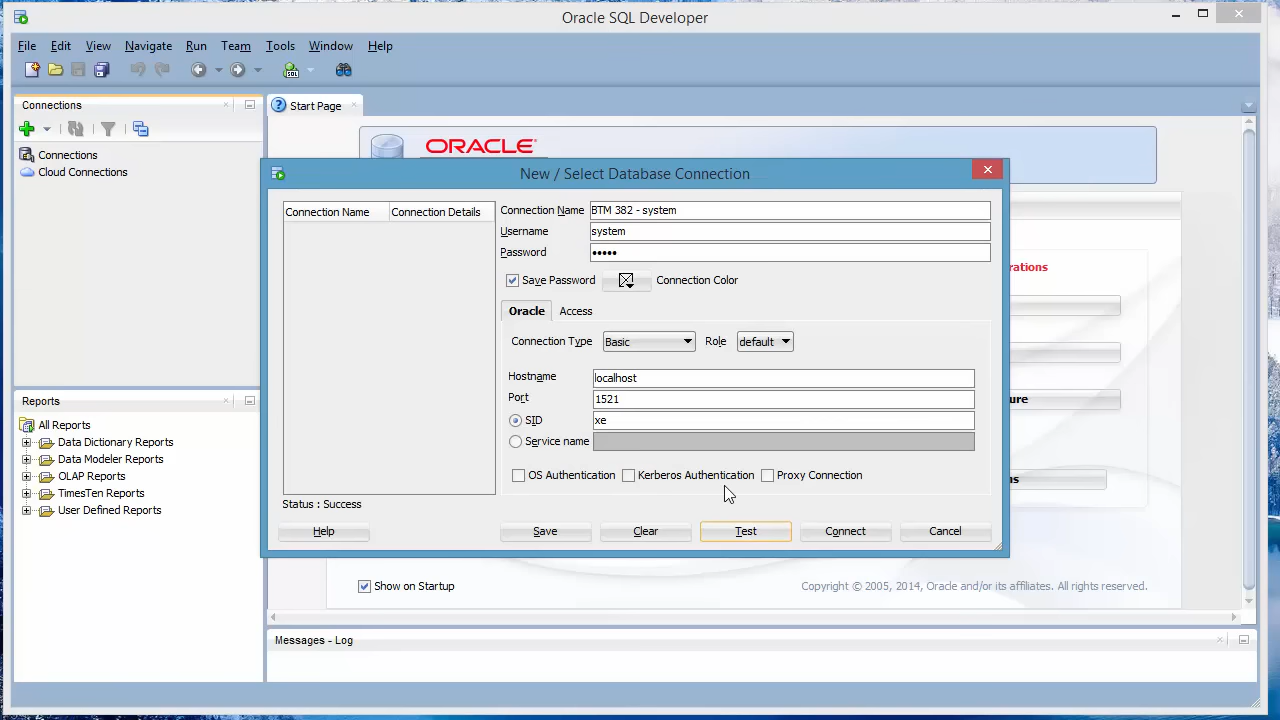 Oracle SQL Developer
File Edit View Navigate Run Team Tools Window Help
Connections
Start Page
Connections
Cloud Connections
ORACLE
New / Select Database Connection
Connection Name Connection Details
Connection Name BTM 382 - system
Username system
Password •••••
Save Password Connection Color
Oracle Access
Connection Type Basic Role default
Hostname localhost
Port 1521
SID xe
Service name
OS Authentication Kerberos Authentication Proxy Connection
Status : Success
Help Save Clear Test Connect Cancel
Reports
All Reports
Data Dictionary Reports
Data Modeler Reports
OLAP Reports
TimesTen Reports
User Defined Reports
Show on Startup
Copyright © 2005, 2014, Oracle and/or its affiliates. All rights reserved.
Messages - Log